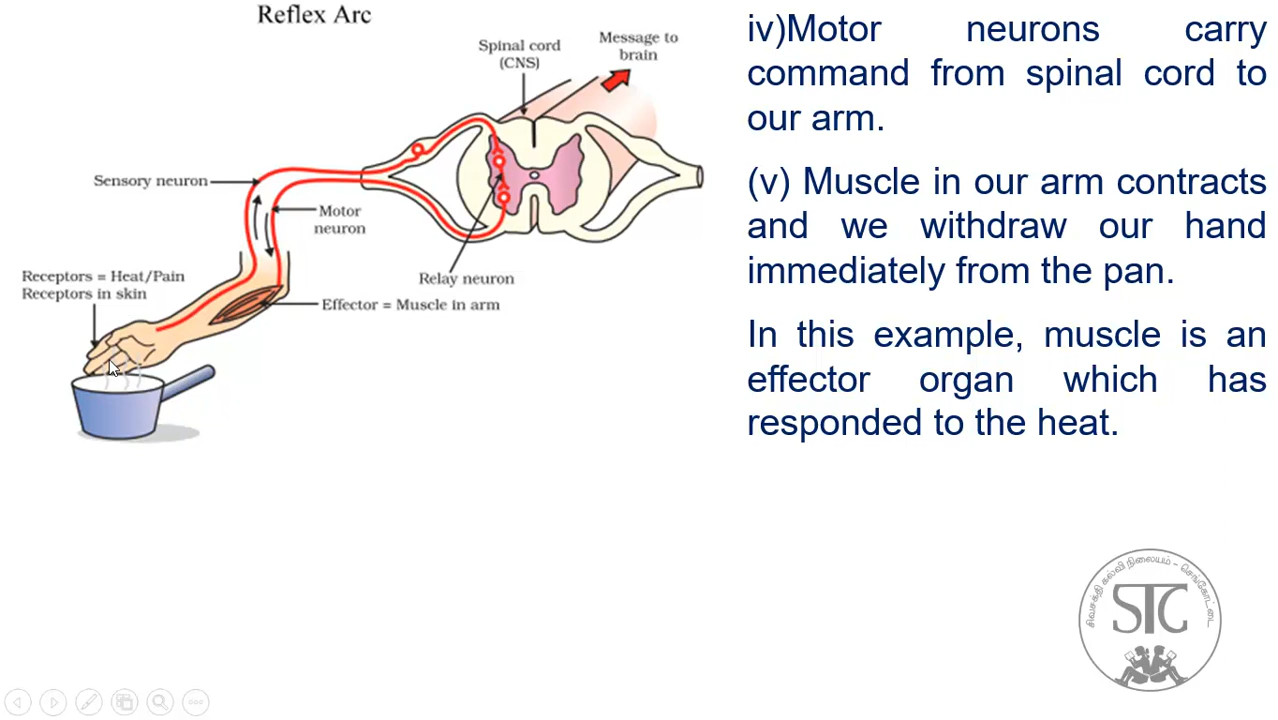 Reflex Arc
Spinal cord
(CNS)
Message to
brain
Sensory neuron
Motor
neuron
Relay neuron
Receptors = Heat/Pain
Receptors in skin
Effector = Muscle in arm
iv)Motor neurons carry
command from spinal cord to
our arm.
(v) Muscle in our arm contracts
and we withdraw our hand
immediately from the pan.
In this example, muscle is an
effector organ which has
responded to the heat.
சிவசக்தி கல்வி நிலையம் - செங்கோட்டை
STC